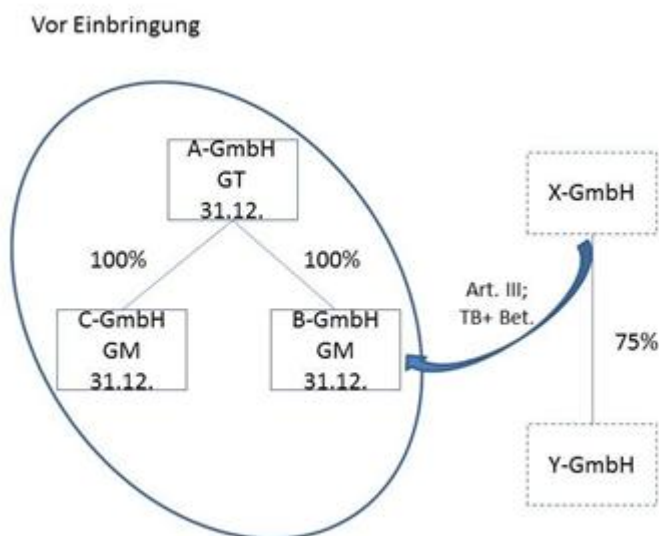 Vor Einbringung
A-GmbH
GT
31.12.
X-GmbH
100%
100%
Art. III;
TB+ Bet.
C-GmbH
GM
31.12.
B-GmbH
GM
31.12.
75%
Y-GmbH